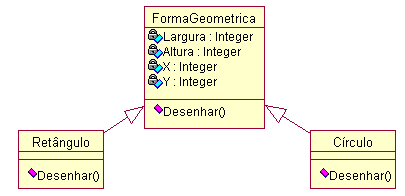 FormaGeometrica
Largura : Integer
Altura : Integer
X : Integer
Y : Integer
Desenhar()
Retângulo
Desenhar()
Círculo
Desenhar()